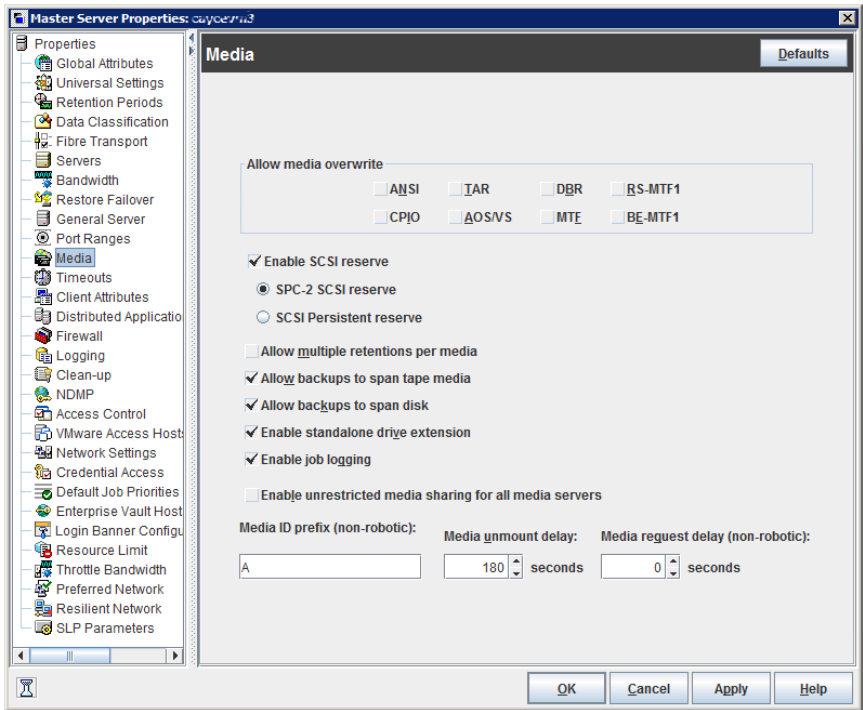 Master Server Properties:
Properties
Global Attributes
Universal Settings
Retention Periods
Data Classification
Fibre Transport
Servers
Bandwidth
Restore Failover
General Server
Port Ranges
Media
Timeouts
Client Attributes
Distributed Applicatio
Firewall
Logging
Clean-up
NDMP
Access Control
VMware Access Host
Network Settings
Credential Access
Default Job Priorities
Enterprise Vault Host
Login Banner Configu
Resource Limit
Throttle Bandwidth
Preferred Network
Resilient Network
SLP Parameters
Media
Defaults
Allow media overwrite
ANSI TAR DBR RS-MTF1
CPIO AOS/VS MTF BE-MTF1
Enable SCSI reserve
SPC-2 SCSI reserve
SCSI Persistent reserve
Allow multiple retentions per media
Allow backups to span tape media
Allow backups to span disk
Enable standalone drive extension
Enable job logging
Enable unrestricted media sharing for all media servers
Media ID prefix (non-robotic): Media unmount delay: Media request delay (non-robotic):
A 180 seconds 0 seconds
OK Cancel Apply Help